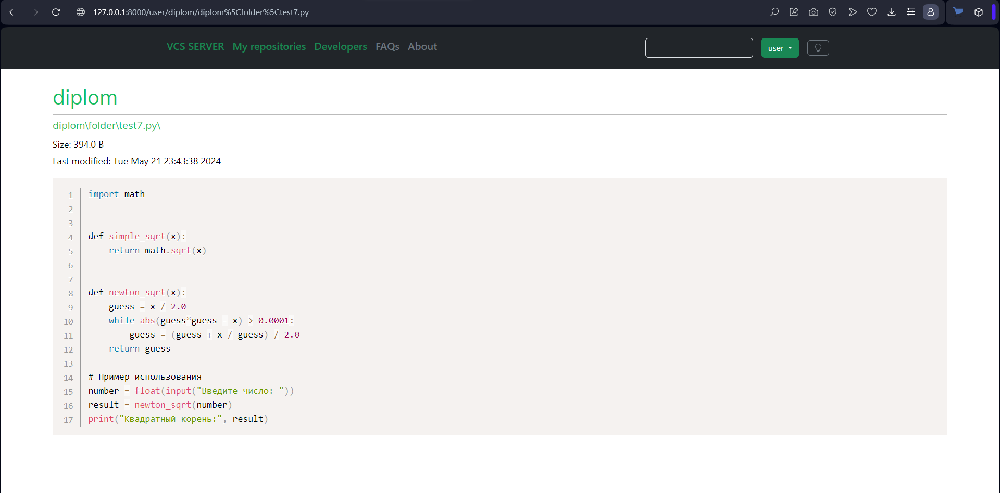 127.0.0.1:8000/user/diplom/diplom%5Cfolder%5Ctest7.py
VCS SERVER My repositories Developers FAQs About user
diplom
diplom\folder\test7.py\
Size: 394.0 B
Last modified: Tue May 21 23:43:38 2024
1 import math
2
3
4 def simple_sqrt(x):
5     return math.sqrt(x)
6
7
8 def newton_sqrt(x):
9     guess = x / 2.0
10     while abs(guess*guess - x) > 0.0001:
11         guess = (guess + x / guess) / 2.0
12     return guess
13
14 # Пример использования
15 number = float(input("Введите число: "))
16 result = newton_sqrt(number)
17 print("Квадратный корень:", result)